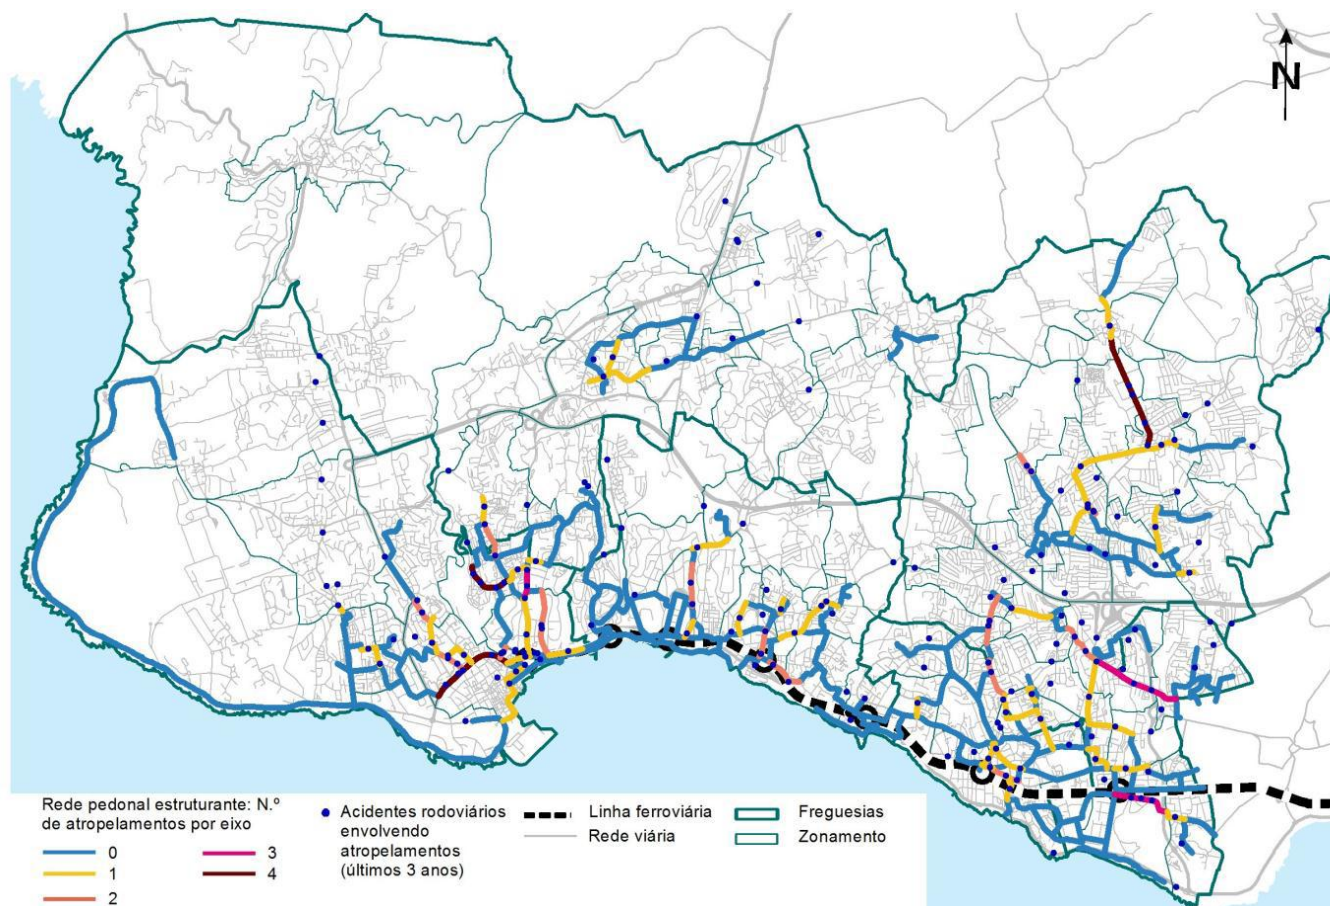 N
Rede pedonal estruturante: N.º
de atropelamentos por eixo
0
1
2
3
4
Acidentes rodoviários
envolvendo
atropelamentos
(últimos 3 anos)
Linha ferroviária
Rede viária
Freguesias
Zonamento